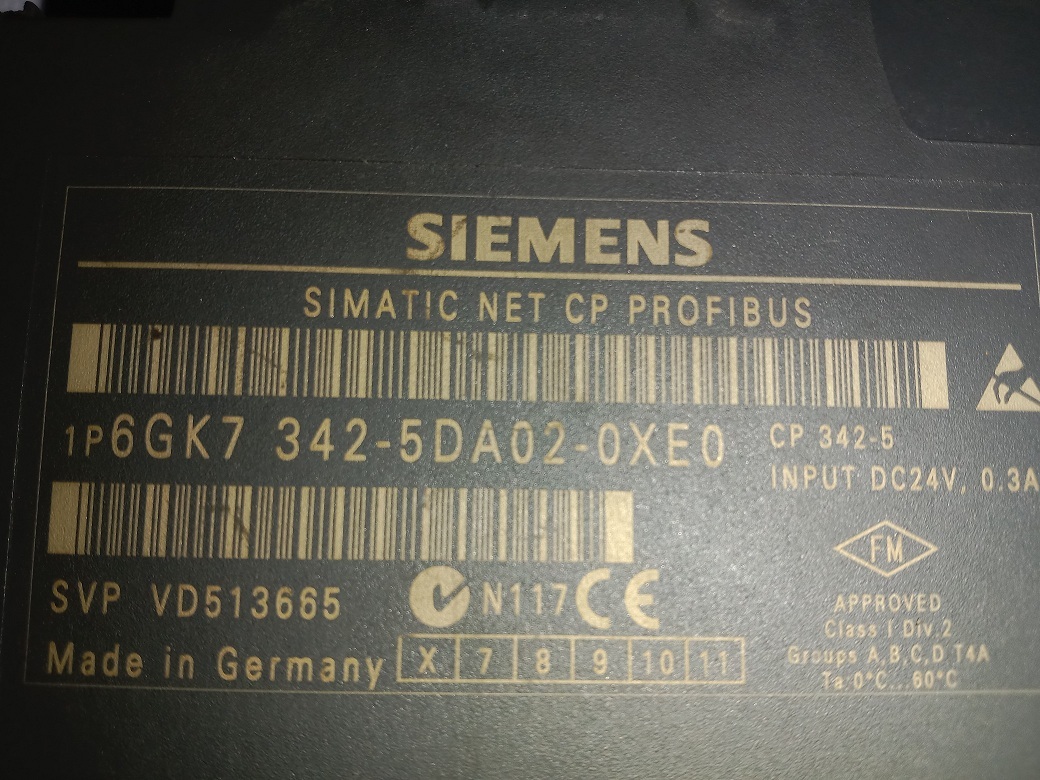 SIEMENS
SIMATIC NET CP PROFIBUS
1P6GK7 342-5DA02-0XE0
CP 342-5
INPUT DC24V, 0.3A
SVP VD513665
N117 CE
FM
APPROVED
Class I Div.2
Groups A,B,C,D T4A
Ta 0°C...60°C
Made in Germany
X 7 8 9 10 11